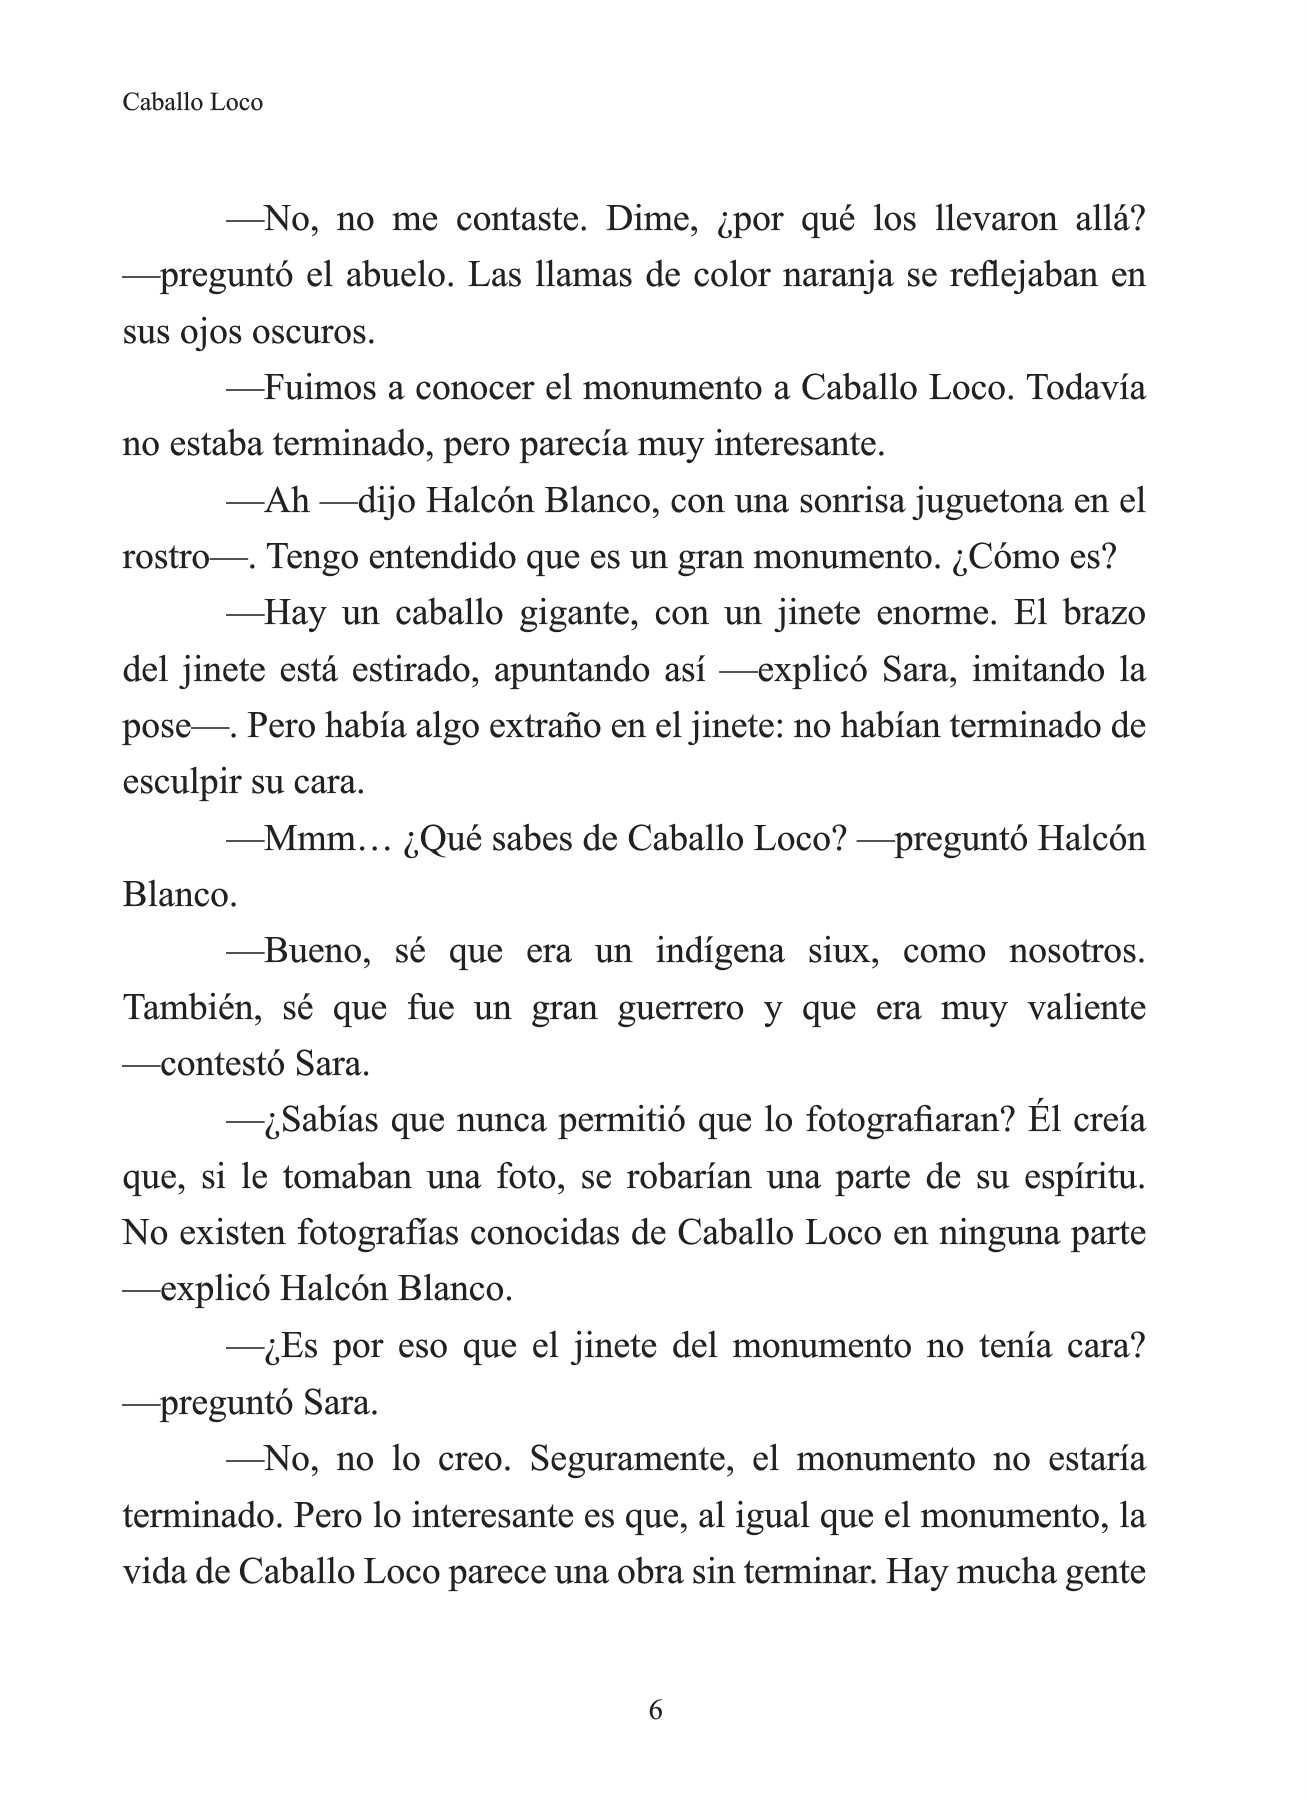 Caballo Loco
—No, no me contaste. Dime, ¿por qué los llevaron allá?
—preguntó el abuelo. Las llamas de color naranja se reflejaban en
sus ojos oscuros.
—Fuimos a conocer el monumento a Caballo Loco. Todavía
no estaba terminado, pero parecía muy interesante.
—Ah —dijo Halcón Blanco, con una sonrisa juguetona en el
rostro—. Tengo entendido que es un gran monumento. ¿Cómo es?
—Hay un caballo gigante, con un jinete enorme. El brazo
del jinete está estirado, apuntando así —explicó Sara, imitando la
pose—. Pero había algo extraño en el jinete: no habían terminado de
esculpir su cara.
—Mmm… ¿Qué sabes de Caballo Loco? —preguntó Halcón
Blanco.
—Bueno, sé que era un indígena siux, como nosotros.
También, sé que fue un gran guerrero y que era muy valiente
—contestó Sara.
—¿Sabías que nunca permitió que lo fotografiaran? Él creía
que, si le tomaban una foto, se robarían una parte de su espíritu.
No existen fotografías conocidas de Caballo Loco en ninguna parte
—explicó Halcón Blanco.
—¿Es por eso que el jinete del monumento no tenía cara?
—preguntó Sara.
—No, no lo creo. Seguramente, el monumento no estaría
terminado. Pero lo interesante es que, al igual que el monumento, la
vida de Caballo Loco parece una obra sin terminar. Hay mucha gente
6